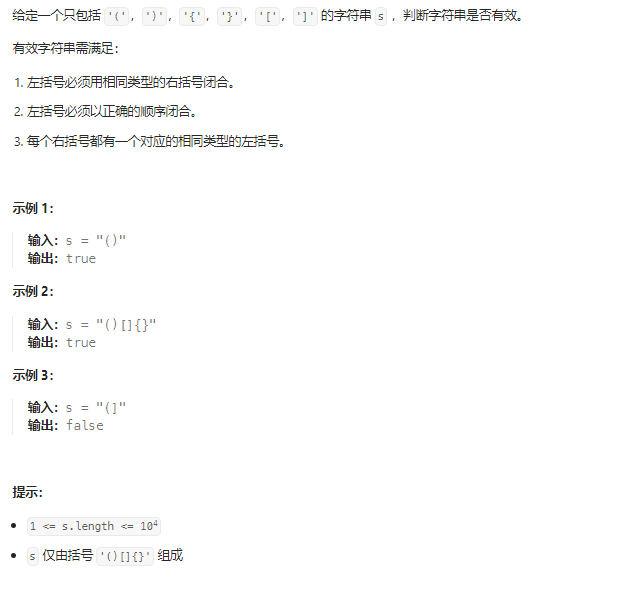 给定一个只包括 '(', ')', '{', '}', '[', ']' 的字符串 s ，判断字符串是否有效。
有效字符串需满足：
1. 左括号必须用相同类型的右括号闭合。
2. 左括号必须以正确的顺序闭合。
3. 每个右括号都有一个对应的相同类型的左括号。
示例 1：
输入：s = "()"
输出：true
示例 2：
输入：s = "()[]{}"
输出：true
示例 3：
输入：s = "(]"
输出：false
提示：
• 1 <= s.length <= 10⁴
• s 仅由括号 '()[]{}' 组成